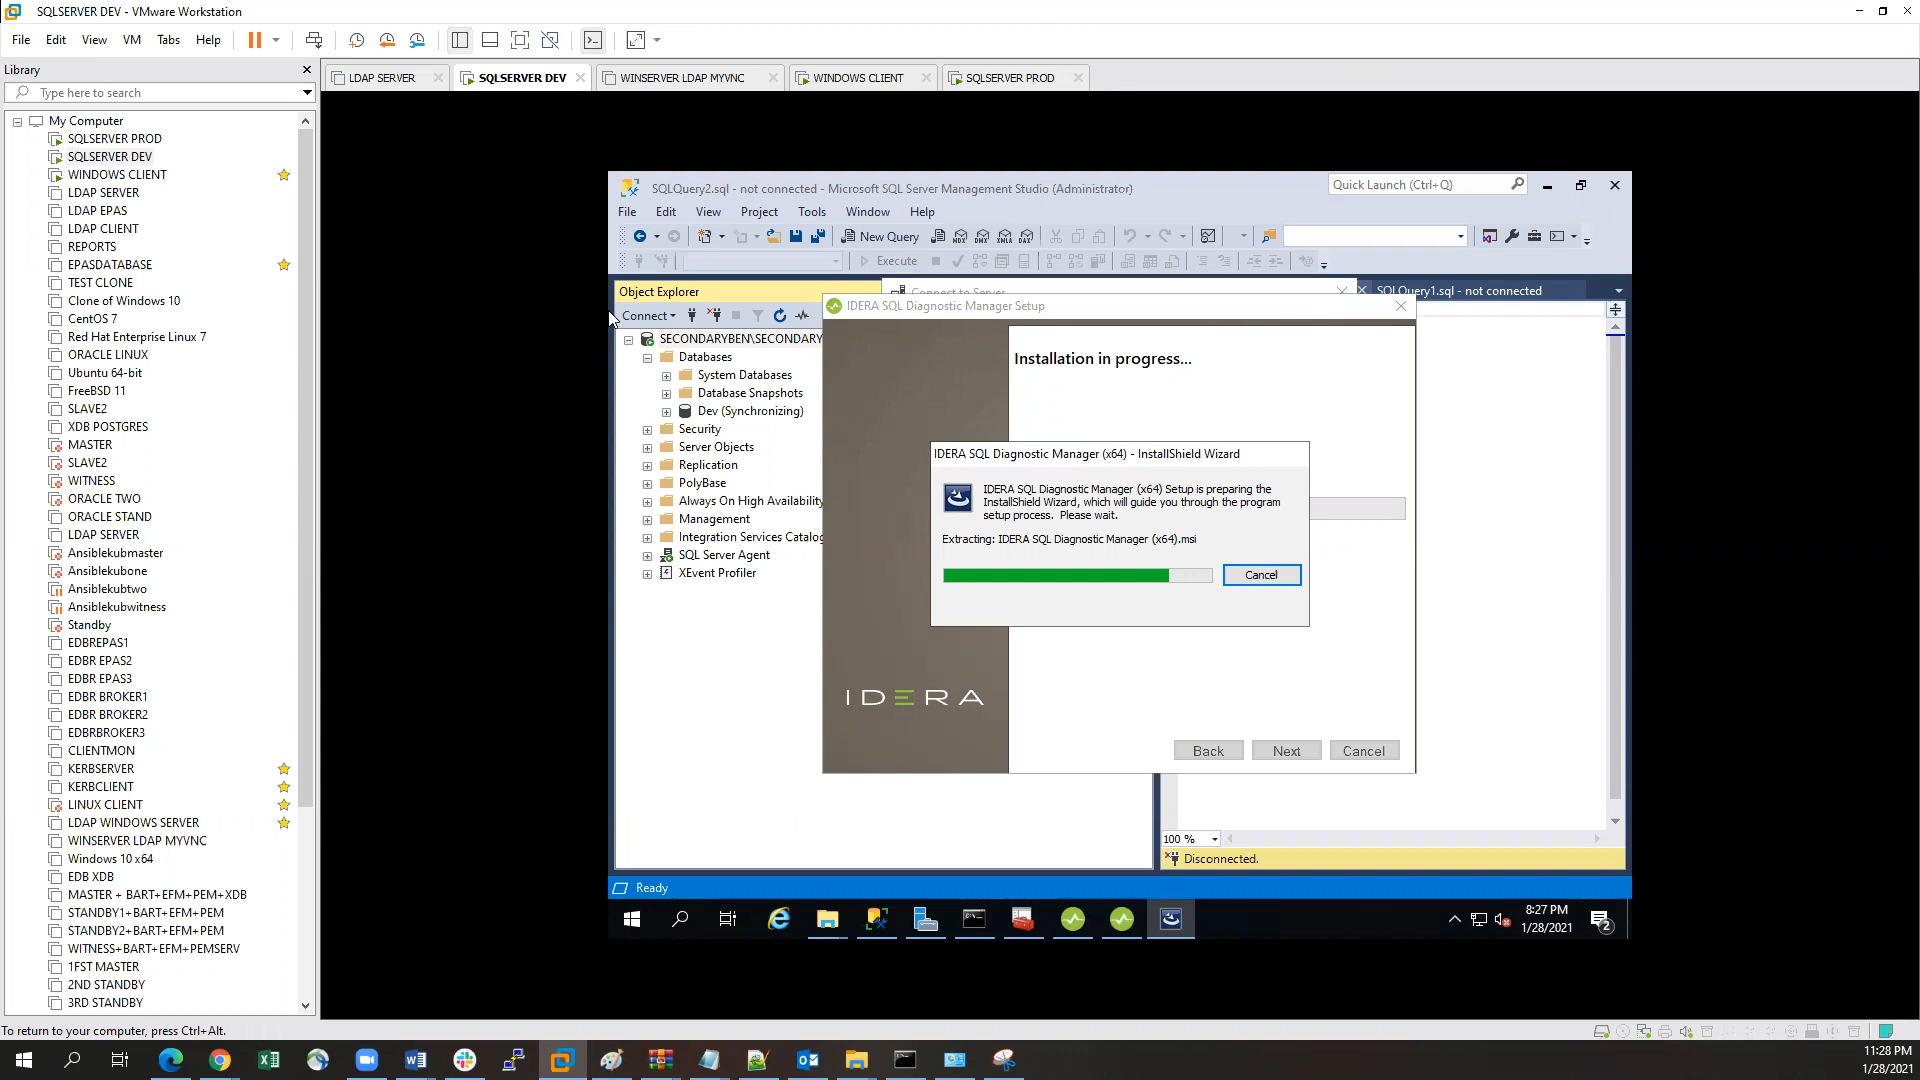 SQLSERVER DEV - VMware Workstation
File Edit View VM Tabs Help
Library
Type here to search
My Computer
SQLSERVER PROD
SQLSERVER DEV
WINDOWS CLIENT
LDAP SERVER
LDAP EPAS
LDAP CLIENT
REPORTS
EPASDATABASE
TEST CLONE
Clone of Windows 10
CentOS 7
Red Hat Enterprise Linux 7
ORACLE LINUX
Ubuntu 64-bit
FreeBSD 11
SLAVE2
XDB POSTGRES
MASTER
SLAVE2
WITNESS
ORACLE TWO
ORACLE STAND
LDAP SERVER
Ansiblekubmaster
Ansiblekubone
Ansiblekubtwo
Ansiblekubwitness
Standby
EDBREPAS1
EDBR EPAS2
EDBR EPAS3
EDBR BROKER1
EDBR BROKER2
EDBRBROKER3
CLIENTMON
KERBSERVER
KERBCLIENT
LINUX CLIENT
LDAP WINDOWS SERVER
WINSERVER LDAP MYVNC
Windows 10 x64
EDB XDB
MASTER + BART+EFM+PEM+XDB
STANDBY1+BART+EFM+PEM
STANDBY2+BART+EFM+PEM
WITNESS+BART+EFM+PEMSERV
1FST MASTER
2ND STANDBY
3RD STANDBY
LDAP SERVER SQLSERVER DEV WINSERVER LDAP MYVNC WINDOWS CLIENT SQLSERVER PROD
SQLQuery2.sql - not connected - Microsoft SQL Server Management Studio (Administrator)
Quick Launch (Ctrl+Q)
File Edit View Project Tools Window Help
New Query
MDX DMX XMLA DAX
Execute
Object Explorer
Connect to Server
SQLQuery1.sql - not connected
Connect
SECONDARYBEN\SECONDARY
Databases
System Databases
Database Snapshots
Dev (Synchronizing)
Security
Server Objects
Replication
PolyBase
Always On High Availability
Management
Integration Services Catalog
SQL Server Agent
XEvent Profiler
IDERA SQL Diagnostic Manager Setup
Installation in progress...
IDERA SQL Diagnostic Manager (x64) - InstallShield Wizard
IDERA SQL Diagnostic Manager (x64) Setup is preparing the
InstallShield Wizard, which will guide you through the program
setup process. Please wait.
Extracting: IDERA SQL Diagnostic Manager (x64).msi
Cancel
IDERA
Back Next Cancel
100 %
Disconnected.
Ready
8:27 PM
1/28/2021
2
To return to your computer, press Ctrl+Alt.
11:28 PM
1/28/2021